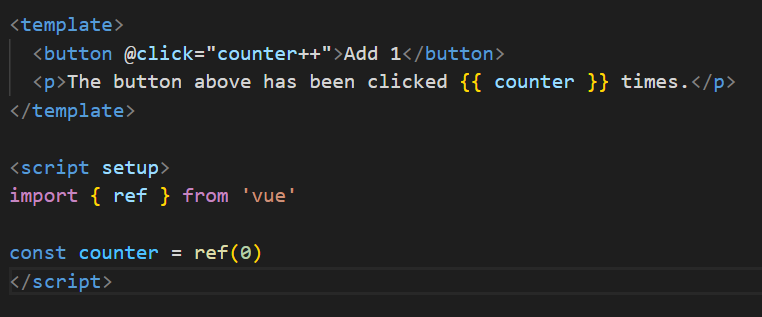 <template>
  <button @click="counter++">Add 1</button>
  <p>The button above has been clicked {{ counter }} times.</p>
</template>

<script setup>
import { ref } from 'vue'

const counter = ref(0)
</script>